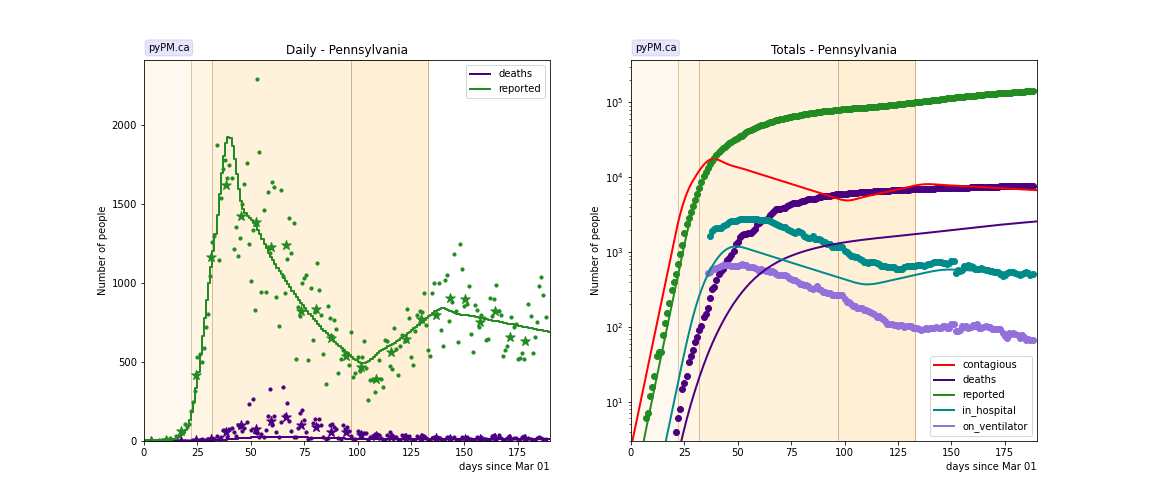 pyPM.ca
Daily - Pennsylvania
deaths
reported
Number of people
2000
1500
1000
500
0
0 25 50 75 100 125 150 175
days since Mar 01
pyPM.ca
Totals - Pennsylvania
Number of people
10^5
10^4
10^3
10^2
10^1
contagious
deaths
reported
in_hospital
on_ventilator
0 25 50 75 100 125 150 175
days since Mar 01